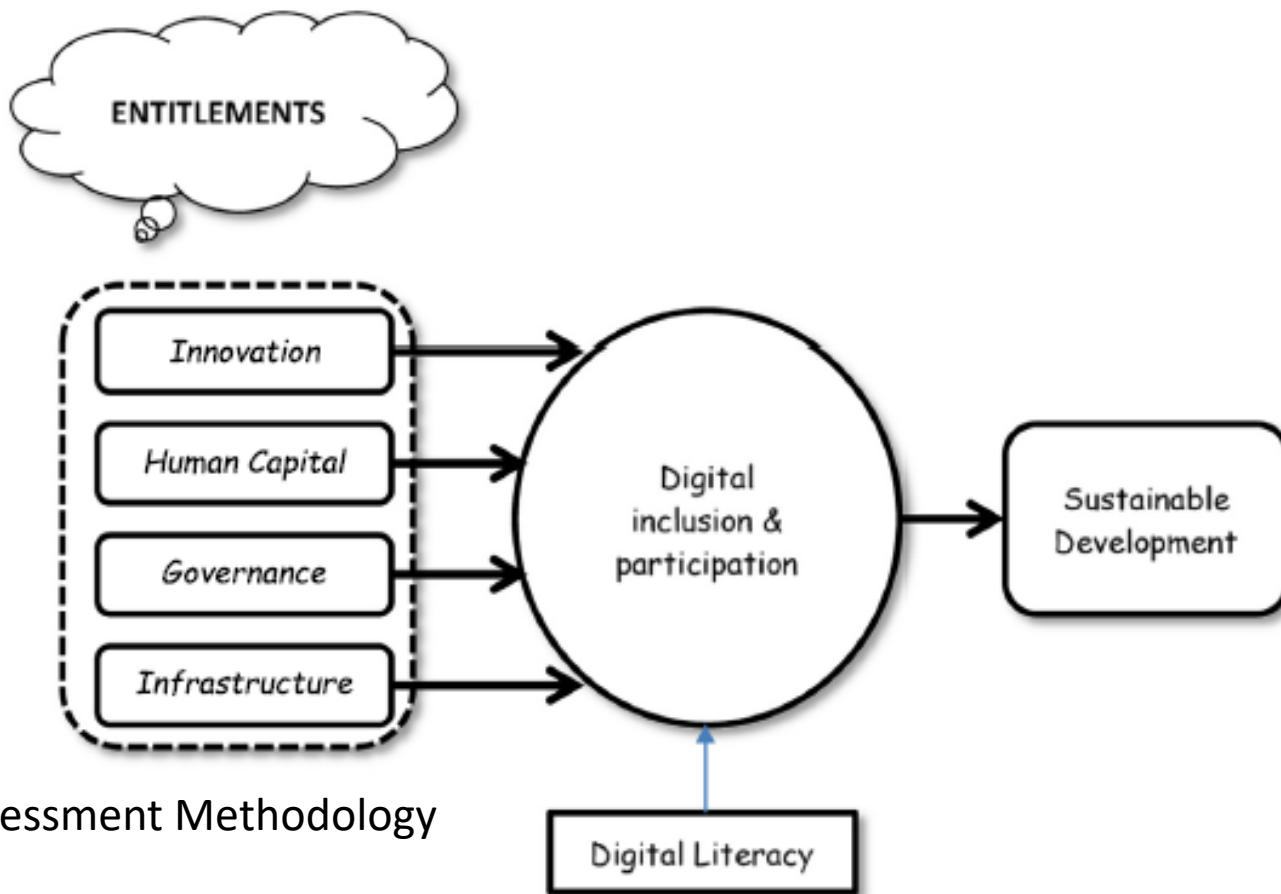 ENTITLEMENTS
Innovation
Human Capital
Governance
Infrastructure
Digital
inclusion &
participation
Sustainable
Development
essment Methodology
Digital Literacy